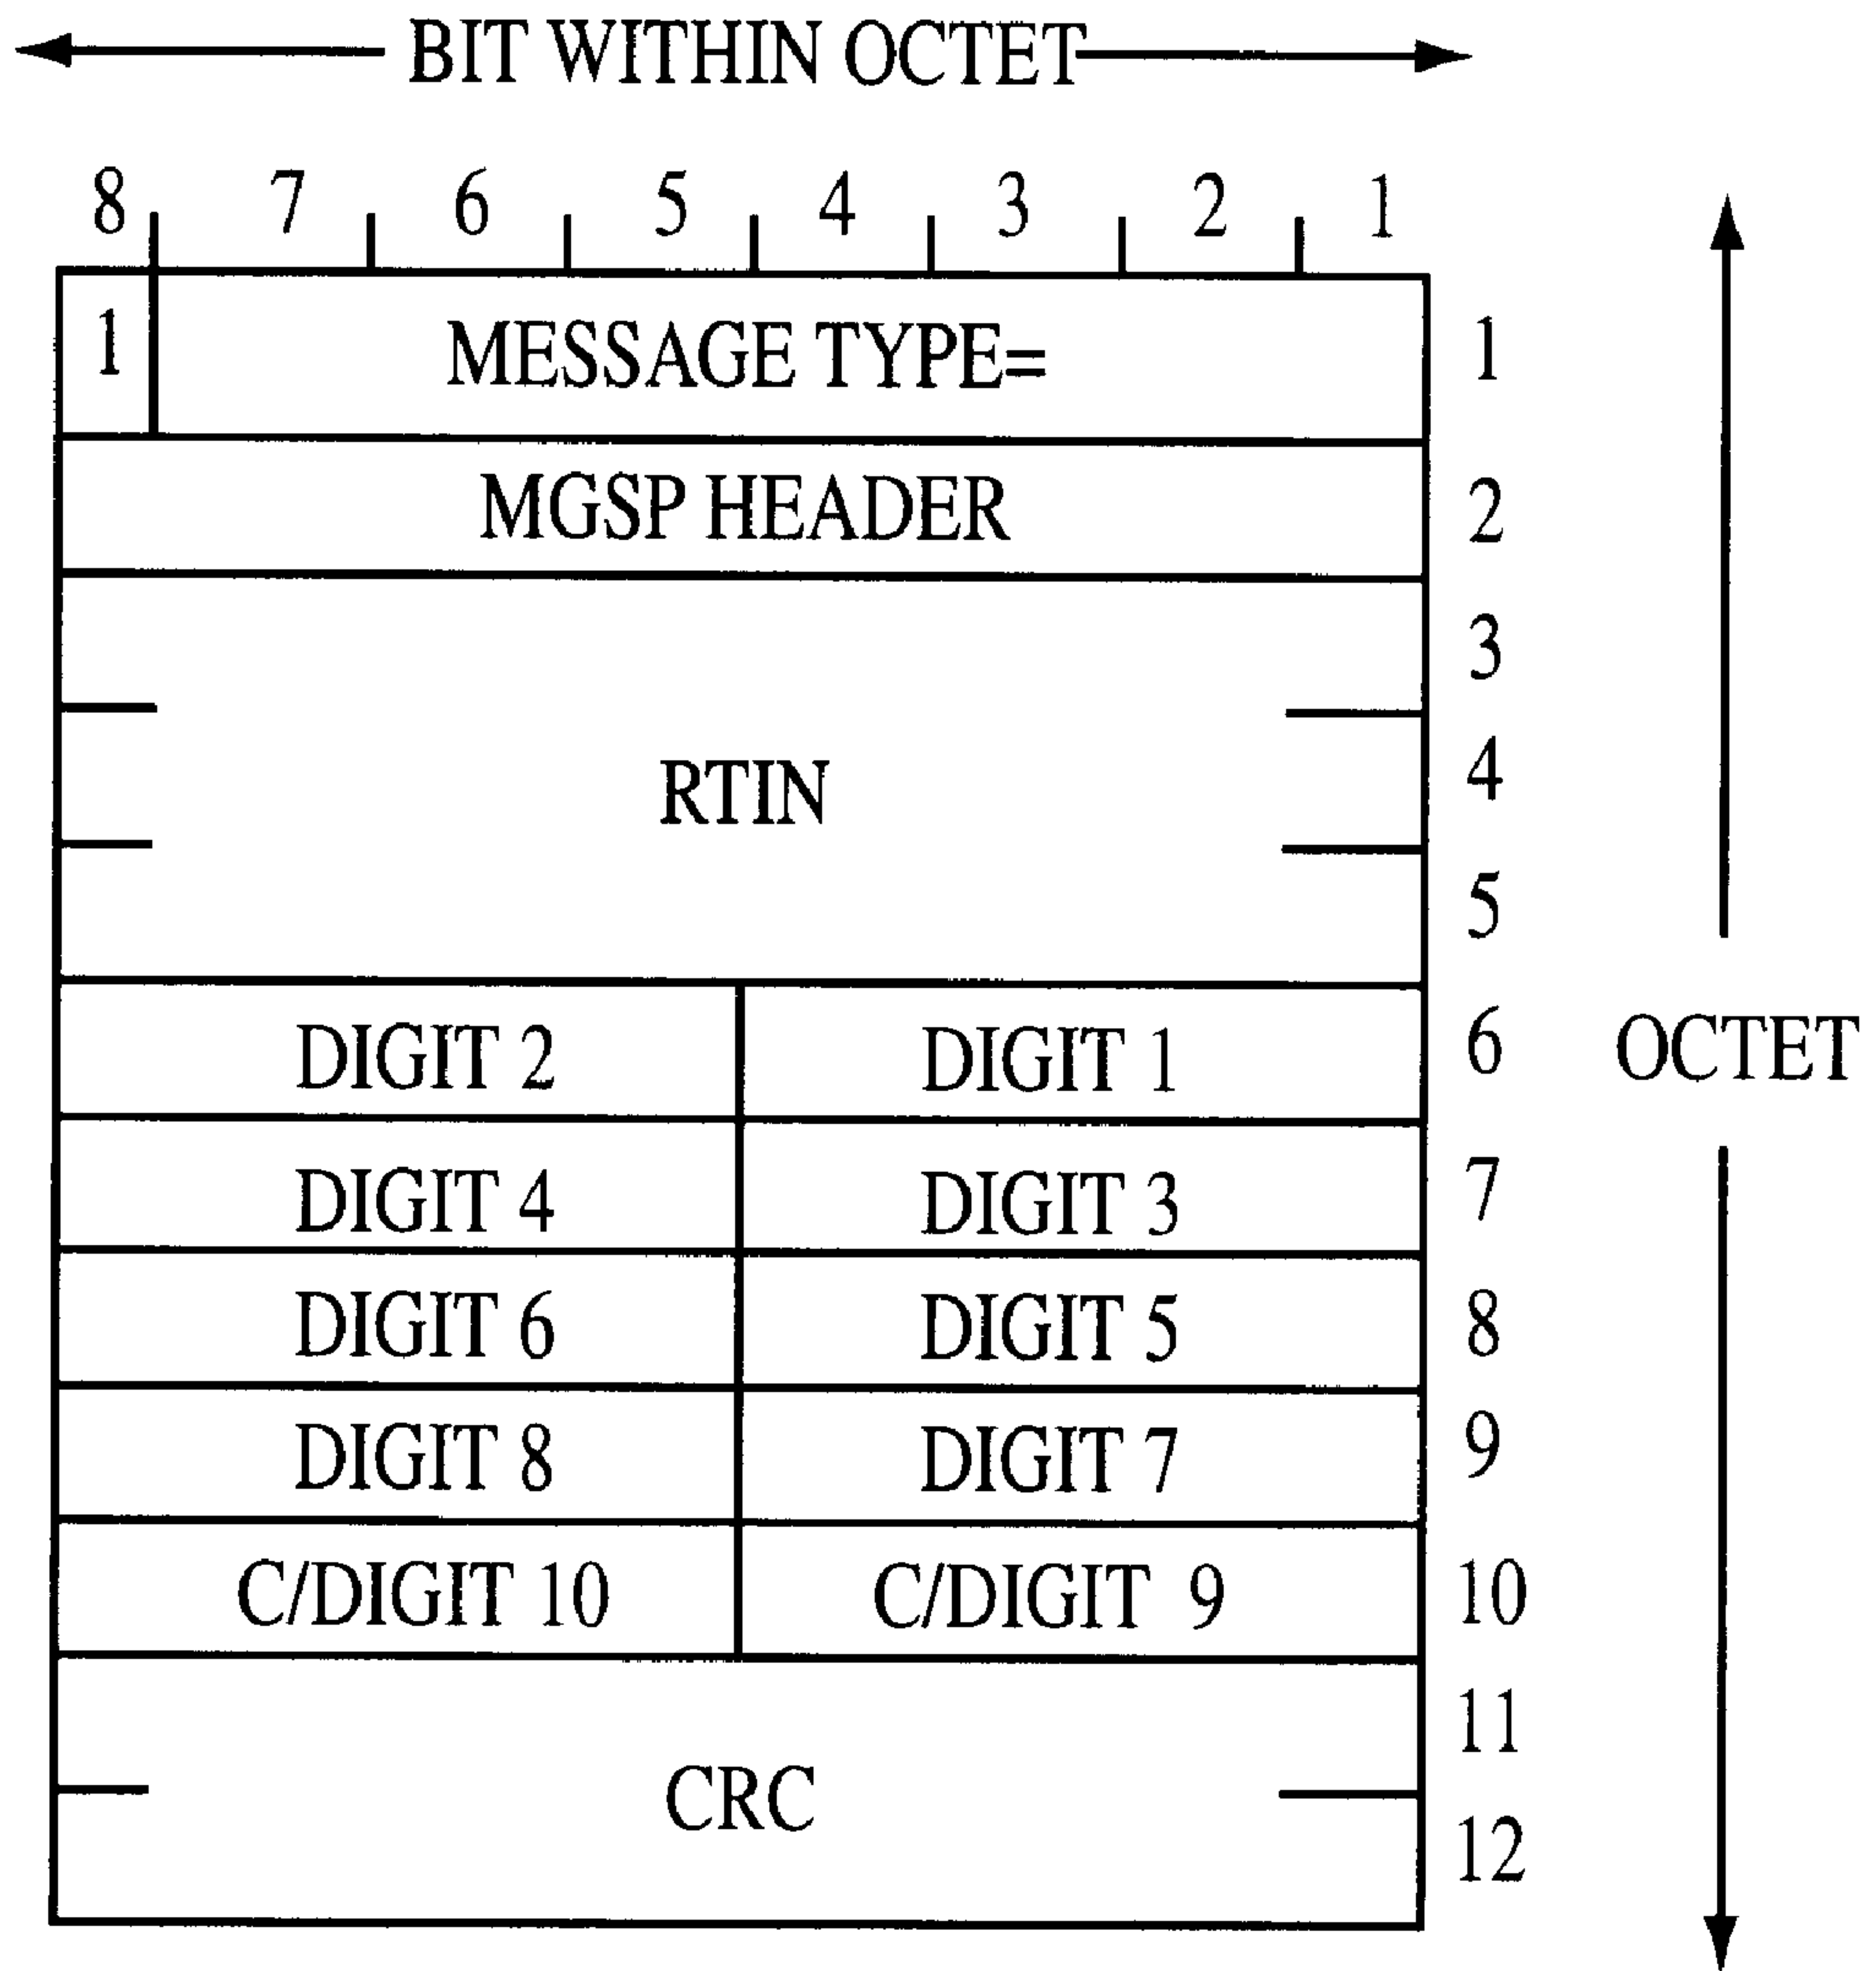 BIT WITHIN OCTET
8 7 6 5 4 3 2 1
1 MESSAGE TYPE= 1
MGSP HEADER 2
3
RTIN 4
5
DIGIT 2 DIGIT 1 6
OCTET
DIGIT 4 DIGIT 3 7
DIGIT 6 DIGIT 5 8
DIGIT 8 DIGIT 7 9
C/DIGIT 10 C/DIGIT 9 10
11
CRC
12